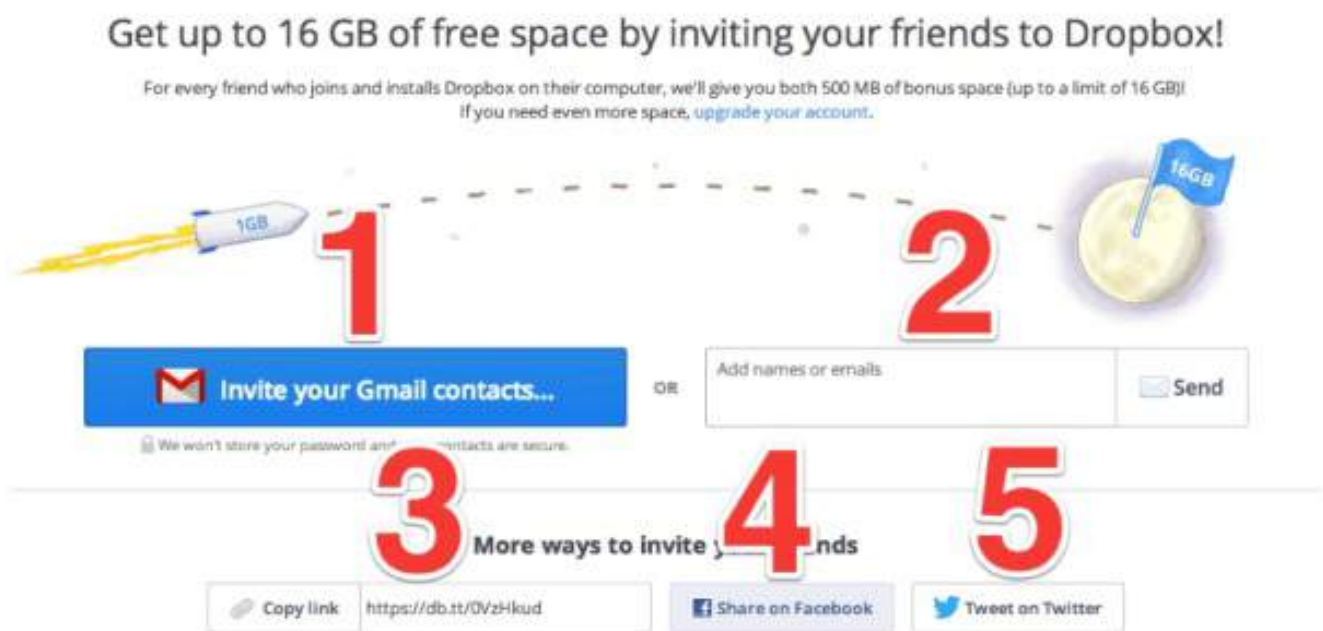 Get up to 16 GB of free space by inviting your friends to Dropbox!
For every friend who joins and installs Dropbox on their computer, we'll give you both 500 MB of bonus space (up to a limit of 16 GB)!
If you need even more space, upgrade your account.
16GB
1GB
1
2
Invite your Gmail contacts...
OR
Add names or emails
Send
We won't store your password and contacts are secure.
3
4
5
More ways to invite
Copy link
https://db.tt/0VzHkud
Share on Facebook
Tweet on Twitter